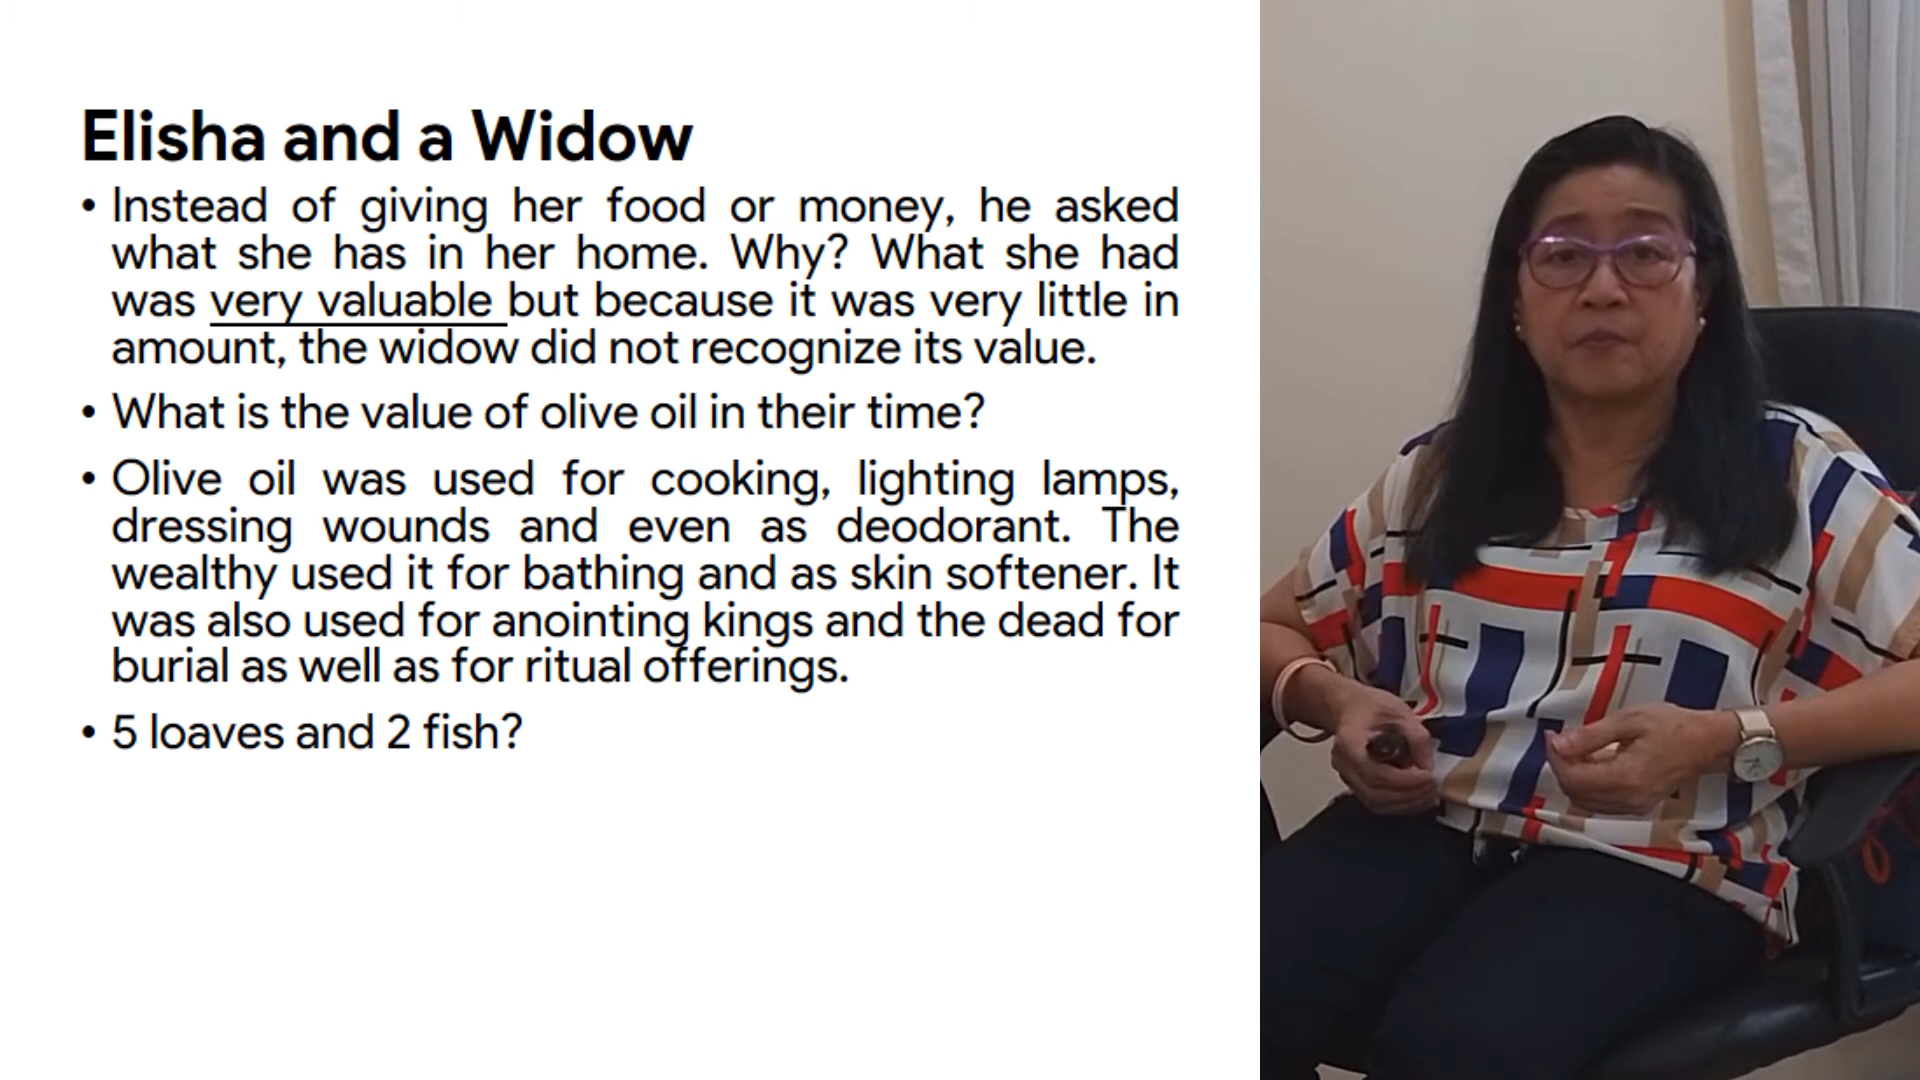 Elisha and a Widow
• Instead of giving her food or money, he asked
what she has in her home. Why? What she had
was very valuable but because it was very little in
amount, the widow did not recognize its value.
• What is the value of olive oil in their time?
• Olive oil was used for cooking, lighting lamps,
dressing wounds and even as deodorant. The
wealthy used it for bathing and as skin softener. It
was also used for anointing kings and the dead for
burial as well as for ritual offerings.
• 5 loaves and 2 fish?